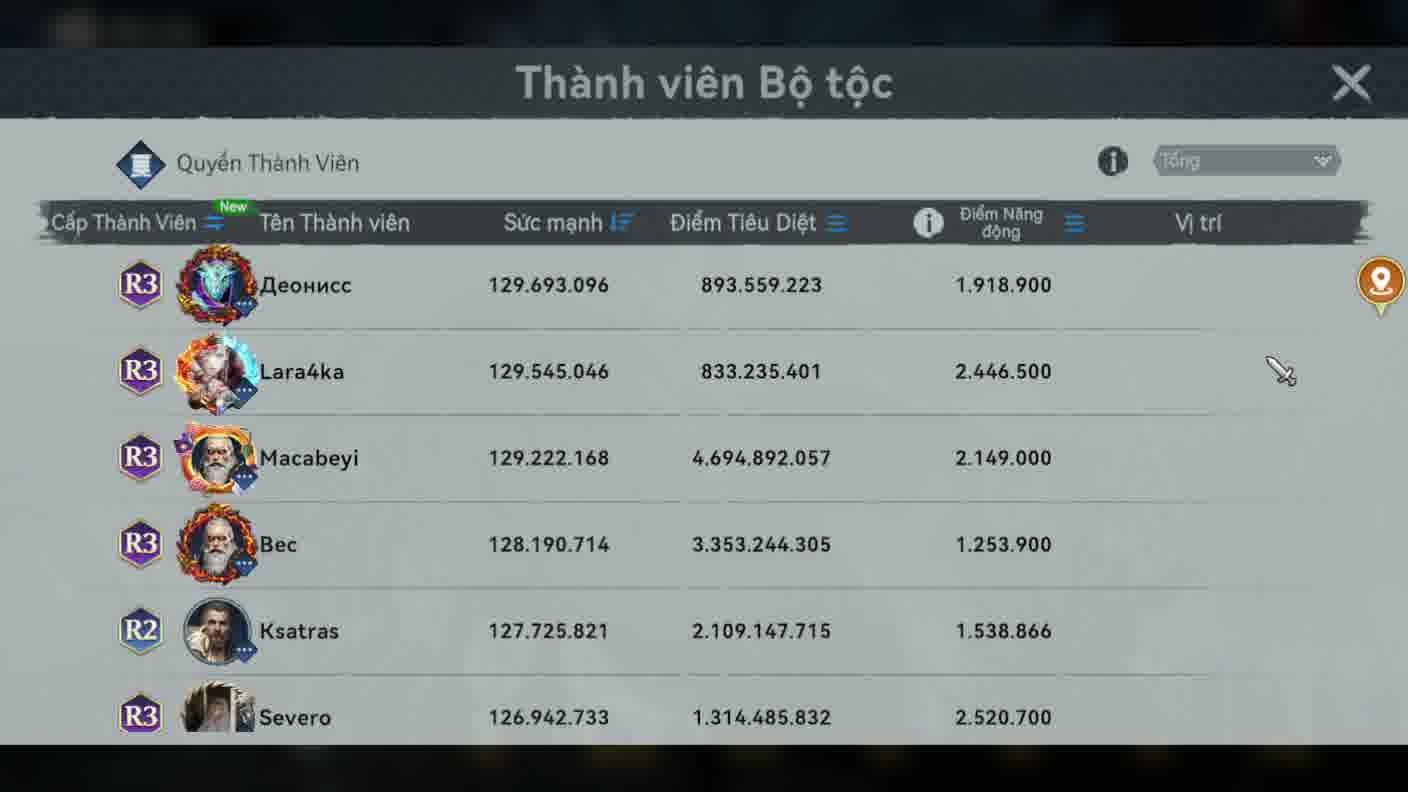 Thành viên Bộ tộc
Quyển Thành Viên
Tổng
Cấp Thành Viên New Tên Thành viên Sức mạnh Điểm Tiêu Diệt Điểm Năng động Vị trí
R3 Деонисс 129.693.096 893.559.223 1.918.900
R3 Lara4ka 129.545.046 833.235.401 2.446.500
R3 Macabeyi 129.222.168 4.694.892.057 2.149.000
R3 Вес 128.190.714 3.353.244.305 1.253.900
R2 Ksatras 127.725.821 2.109.147.715 1.538.866
R3 Severo 126.942.733 1.314.485.832 2.520.700